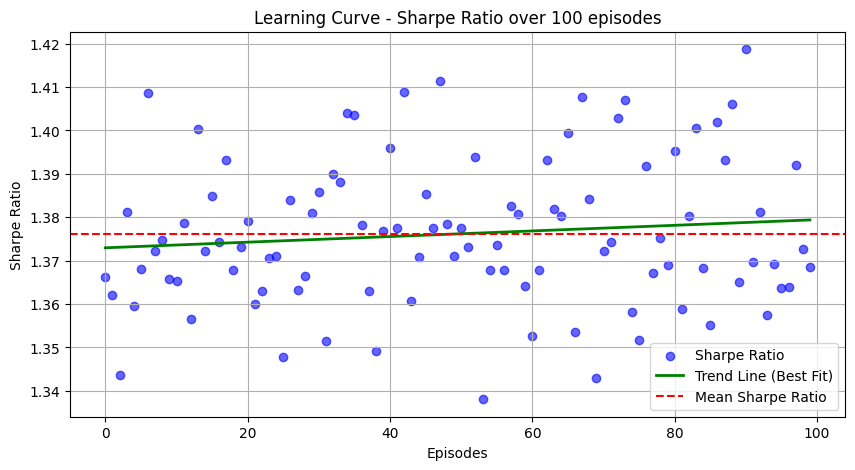 Learning Curve - Sharpe Ratio over 100 episodes
1.42
1.41
1.40
1.39
1.38
1.37
1.36
1.35
1.34
Sharpe Ratio
0
20
40
60
80
100
Episodes
Sharpe Ratio
Trend Line (Best Fit)
Mean Sharpe Ratio